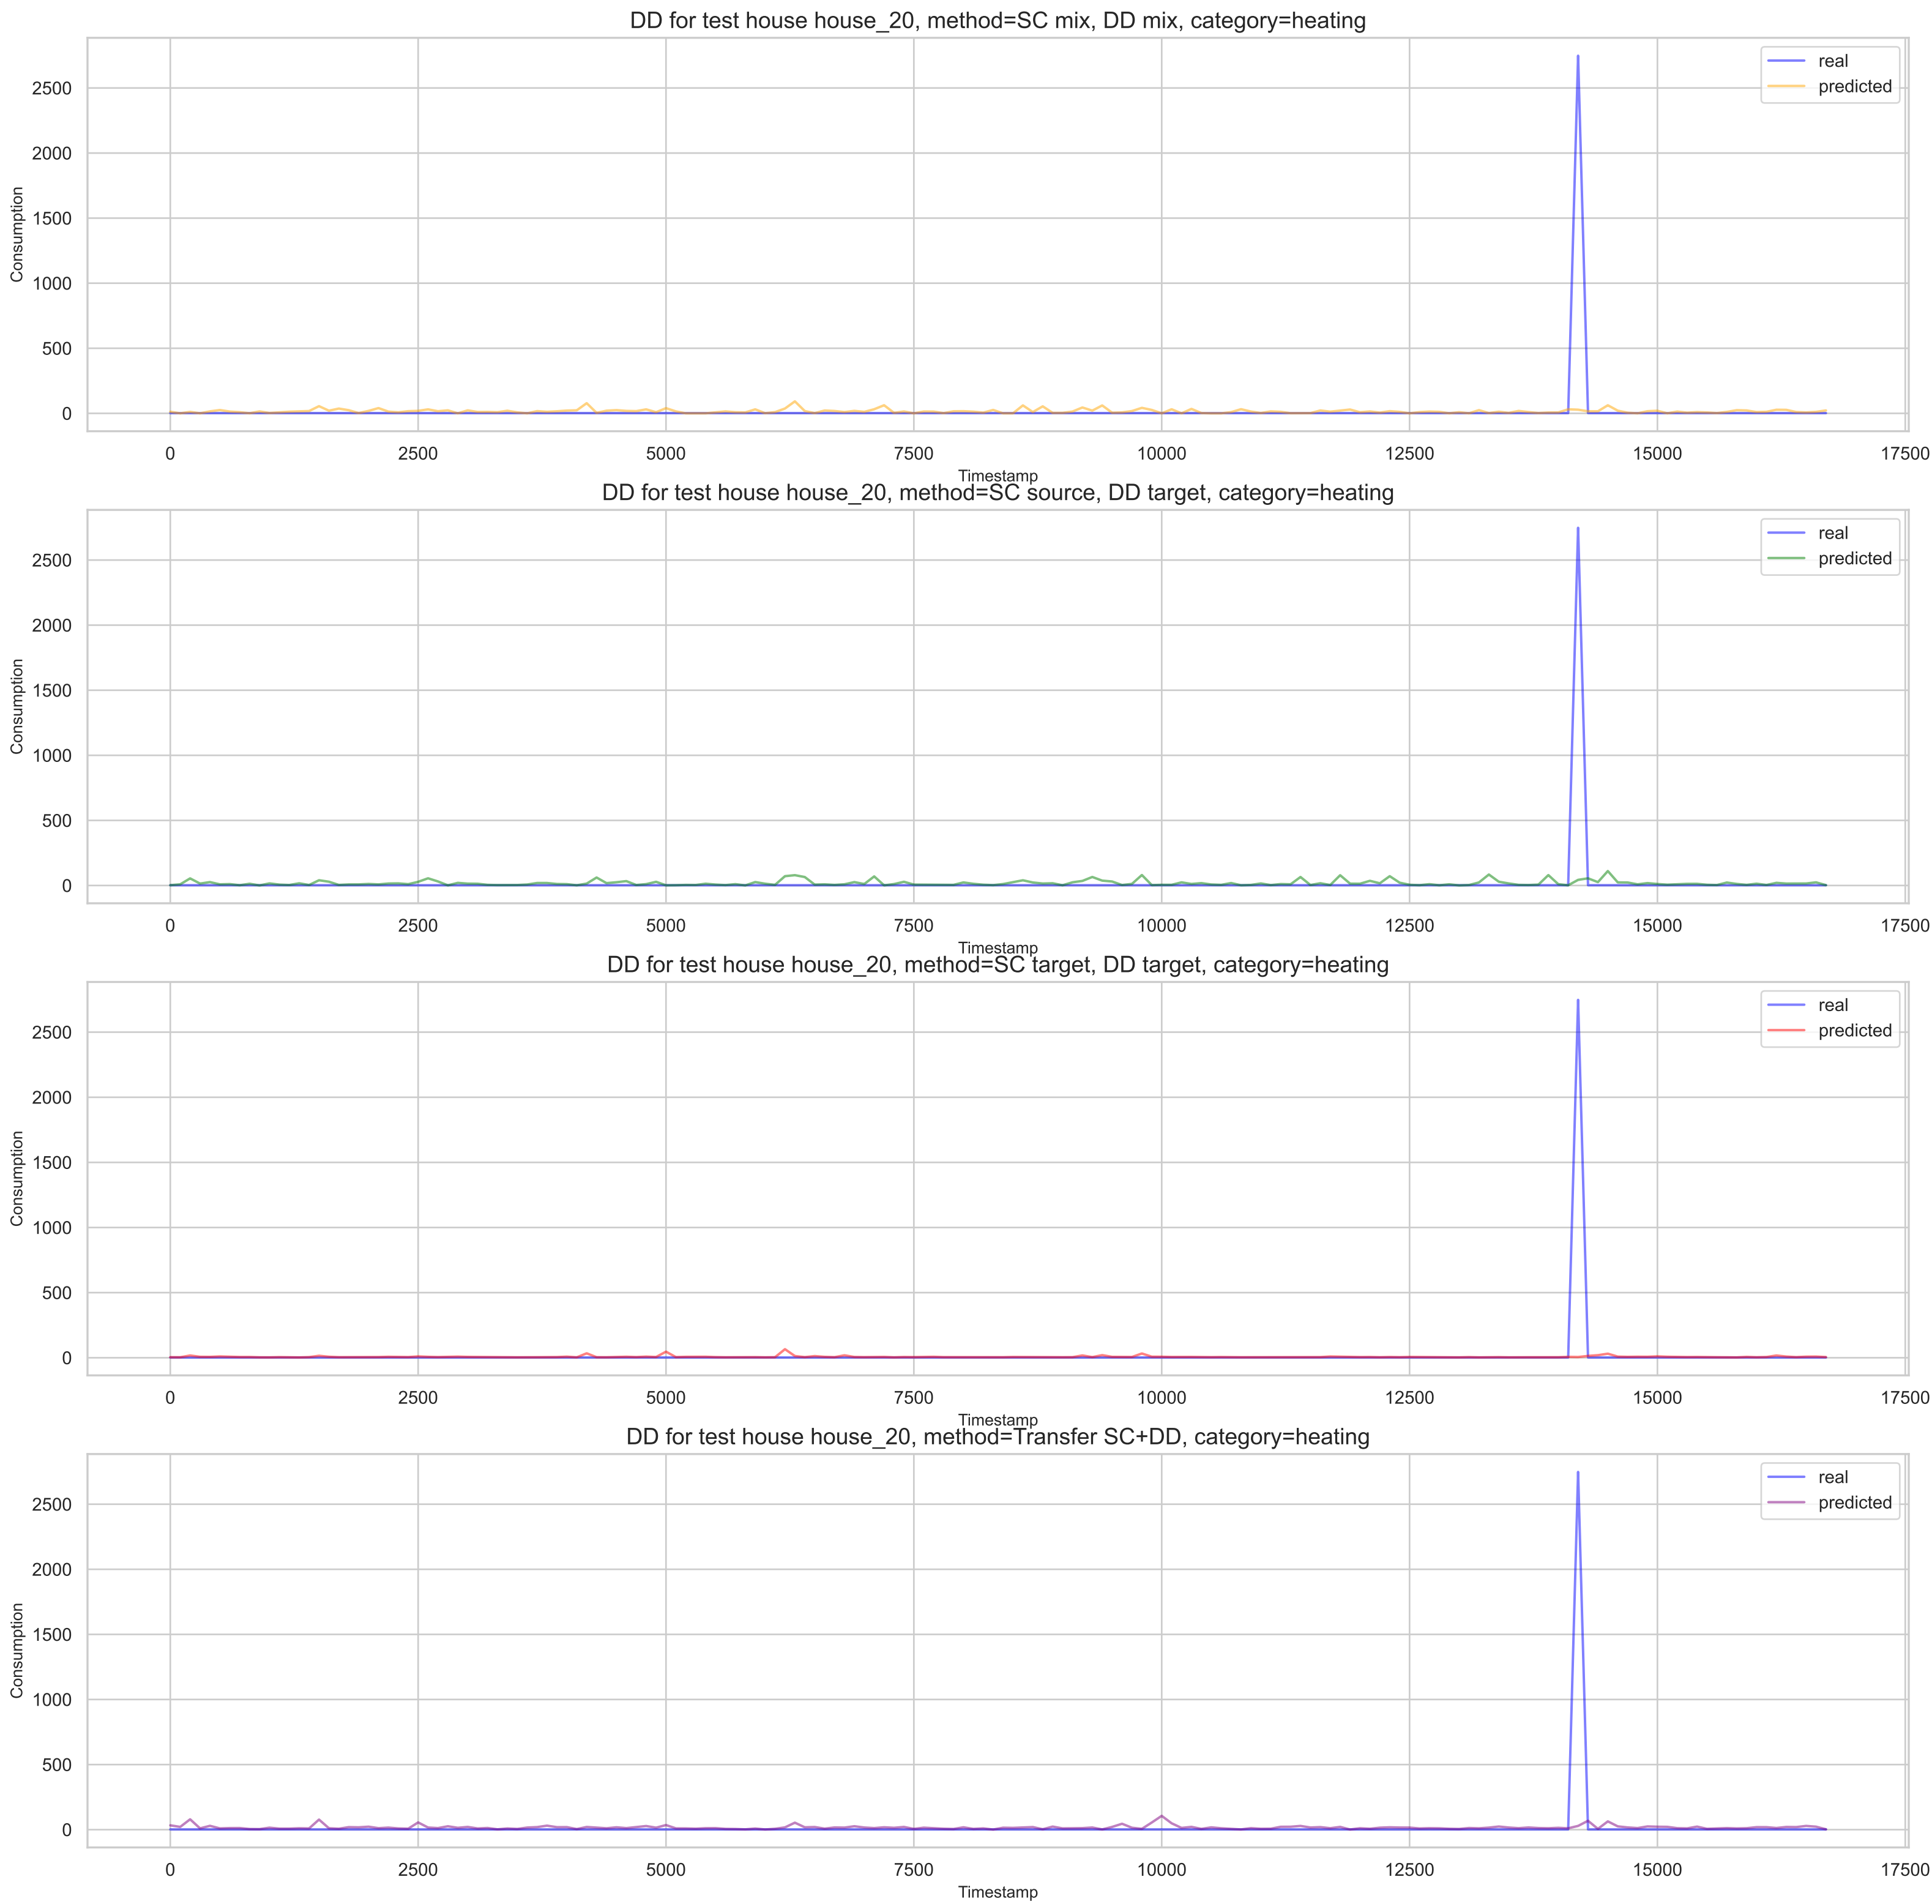 DD for test house house_20, method=SC mix, DD mix, category=heating
real
predicted
Consumption
2500
2000
1500
1000
500
0
0 2500 5000 7500 10000 12500 15000 17500
Timestamp
DD for test house house_20, method=SC source, DD target, category=heating
real
predicted
Consumption
2500
2000
1500
1000
500
0
0 2500 5000 7500 10000 12500 15000 17500
Timestamp
DD for test house house_20, method=SC target, DD target, category=heating
real
predicted
Consumption
2500
2000
1500
1000
500
0
0 2500 5000 7500 10000 12500 15000 17500
Timestamp
DD for test house house_20, method=Transfer SC+DD, category=heating
real
predicted
Consumption
2500
2000
1500
1000
500
0
0 2500 5000 7500 10000 12500 15000 17500
Timestamp